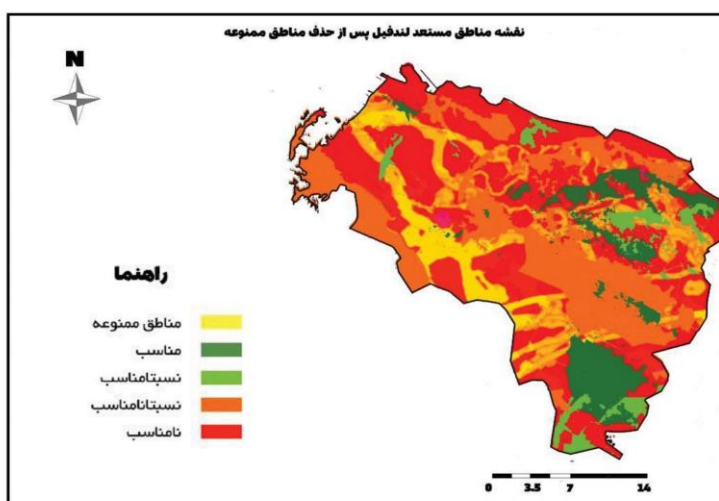 نقشه مناطق مستعد لندفیل پس از حذف مناطق ممنوعه
N
راهنما
مناطق ممنوعه
مناسب
نسبتامناسب
نسبتانامناسب
نامناسب
0 3.5 7 14